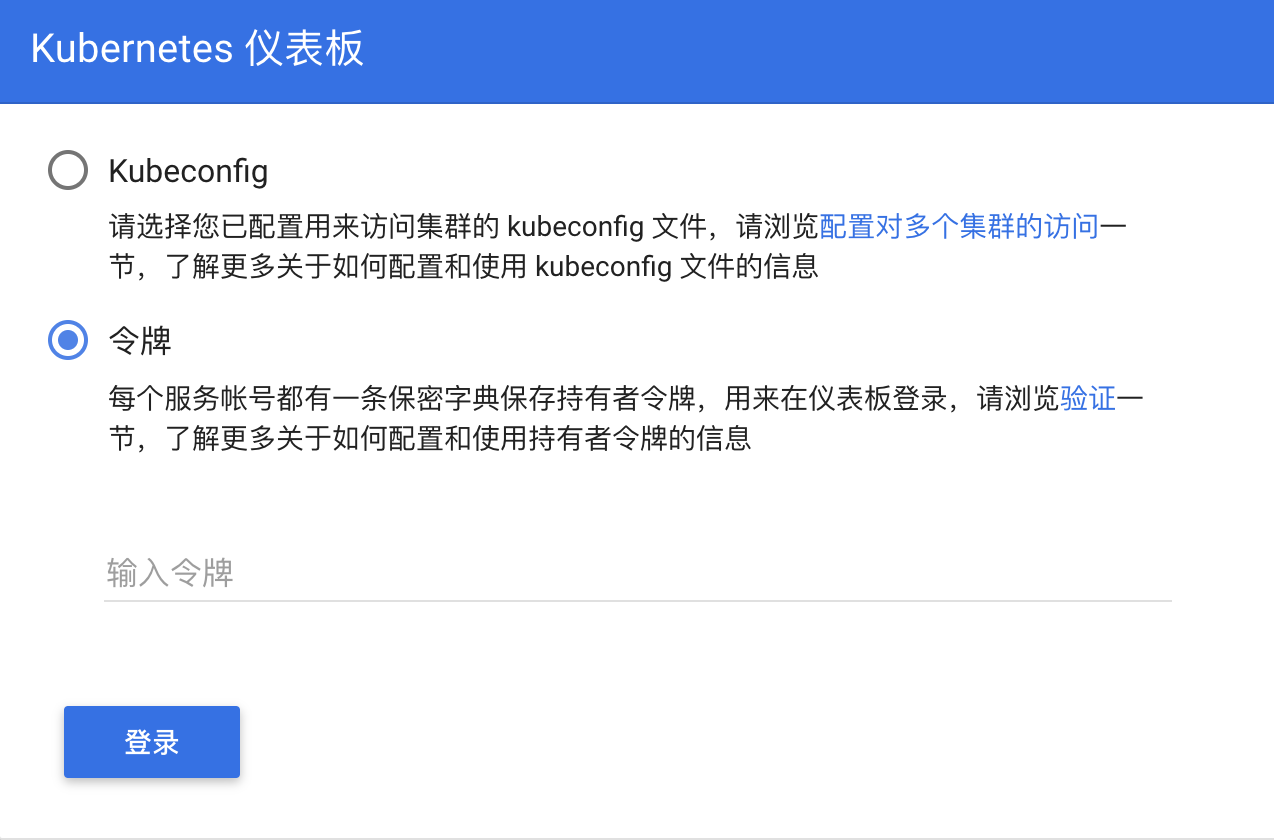 Kubernetes 仪表板
Kubeconfig
请选择您已配置用来访问集群的 kubeconfig 文件，请浏览配置对多个集群的访问一
节，了解更多关于如何配置和使用 kubeconfig 文件的信息
令牌
每个服务帐号都有一条保密字典保存持有者令牌，用来在仪表板登录，请浏览验证一
节，了解更多关于如何配置和使用持有者令牌的信息
输入令牌
登录